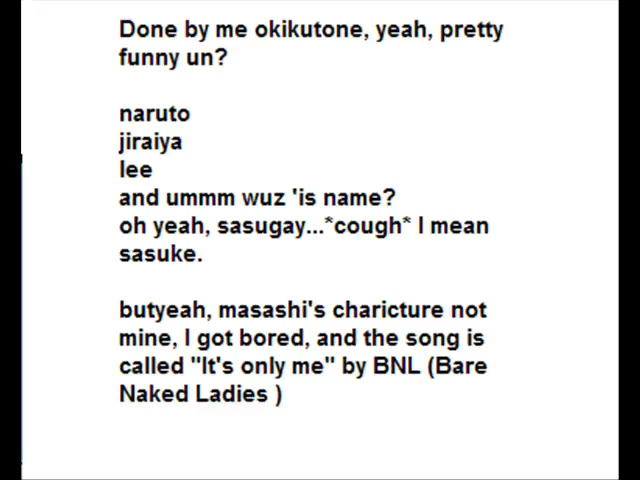 Done by me okikutone, yeah, pretty
funny un?
naruto
jiraiya
lee
and ummm wuz 'is name?
oh yeah, sasugay...*cough* I mean
sasuke.
butyeah, masashi's charicture not
mine, I got bored, and the song is
called "It's only me" by BNL (Bare
Naked Ladies )